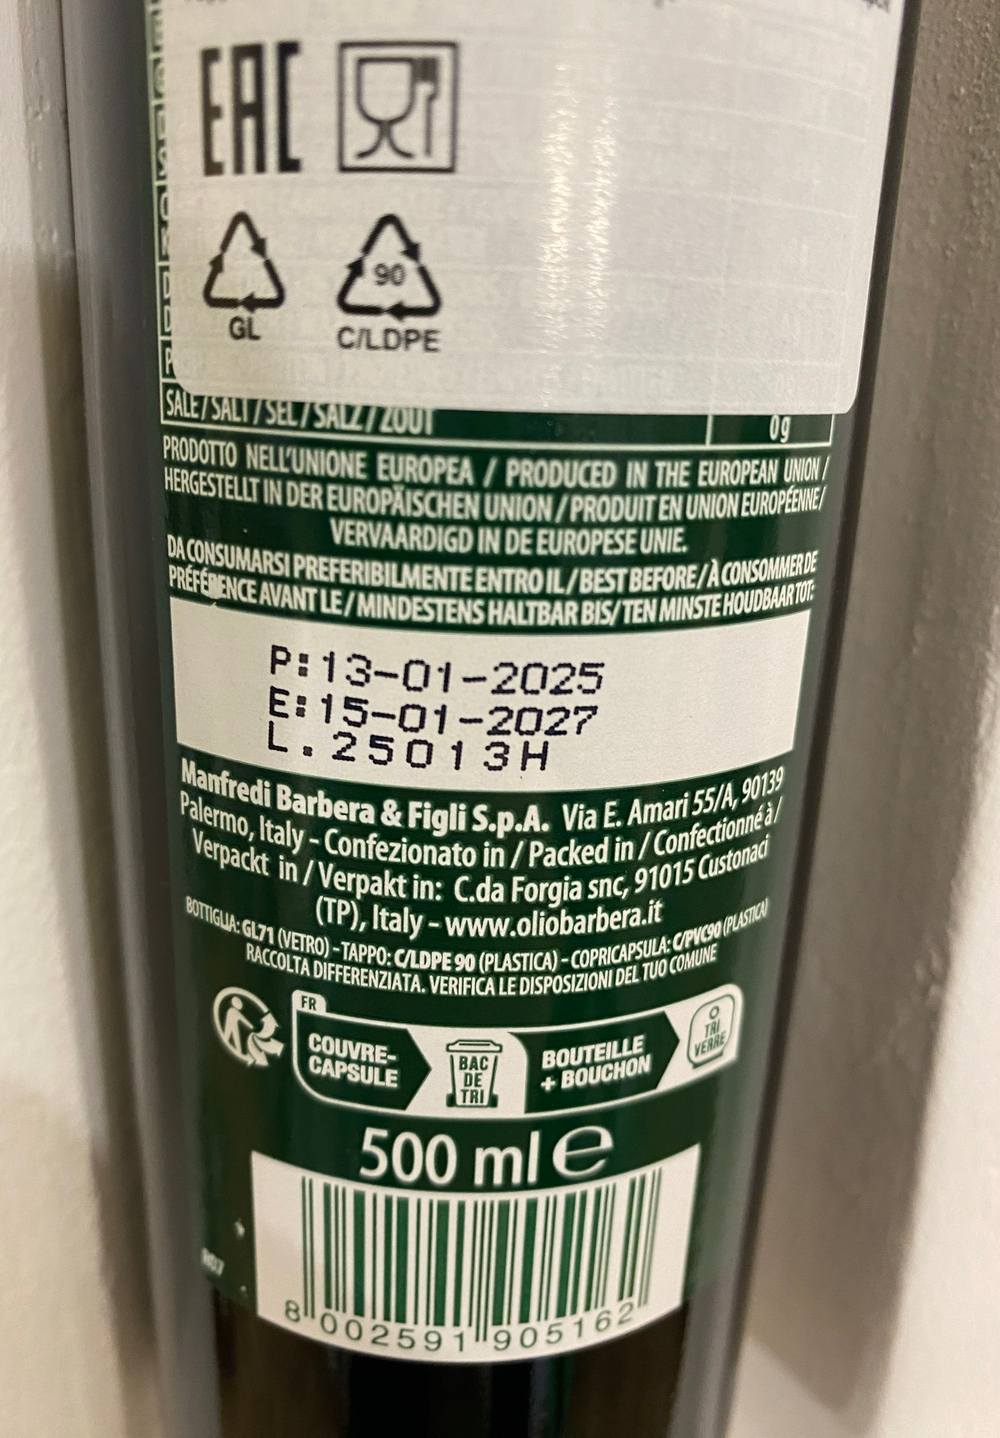 EAC
90
GL C/LDPE
SALE / SALT / SEL / SALZ / ZOUT 0 g
PRODOTTO NELL'UNIONE EUROPEA / PRODUCED IN THE EUROPEAN UNION /
HERGESTELLT IN DER EUROPÄISCHEN UNION / PRODUIT EN UNION EUROPÉENNE /
VERVAARDIGD IN DE EUROPESE UNIE.
DA CONSUMARSI PREFERIBILMENTE ENTRO IL / BEST BEFORE / À CONSOMMER DE
PRÉFÉRENCE AVANT LE / MINDESTENS HALTBAR BIS/ TEN MINSTE HOUDBAAR TOT:
P:13-01-2025
E:15-01-2027
L.25013H
Manfredi Barbera & Figli S.p.A. Via E. Amari 55/A, 90139
Palermo, Italy - Confezionato in / Packed in / Confectionné à /
Verpackt in / Verpakt in: C.da Forgia snc, 91015 Custonaci
(TP), Italy - www.oliobarbera.it
BOTTIGLIA: GL71 (VETRO) - TAPPO: C/LDPE 90 (PLASTICA) - COPRICAPSULA: C/PVC90 (PLASTICA)
RACCOLTA DIFFERENZIATA. VERIFICA LE DISPOSIZIONI DEL TUO COMUNE
FR
COUVRE-
CAPSULE
BAC
DE
TRI
BOUTEILLE
+ BOUCHON
TRI
VERRE
500 ml e
8 002591 905162